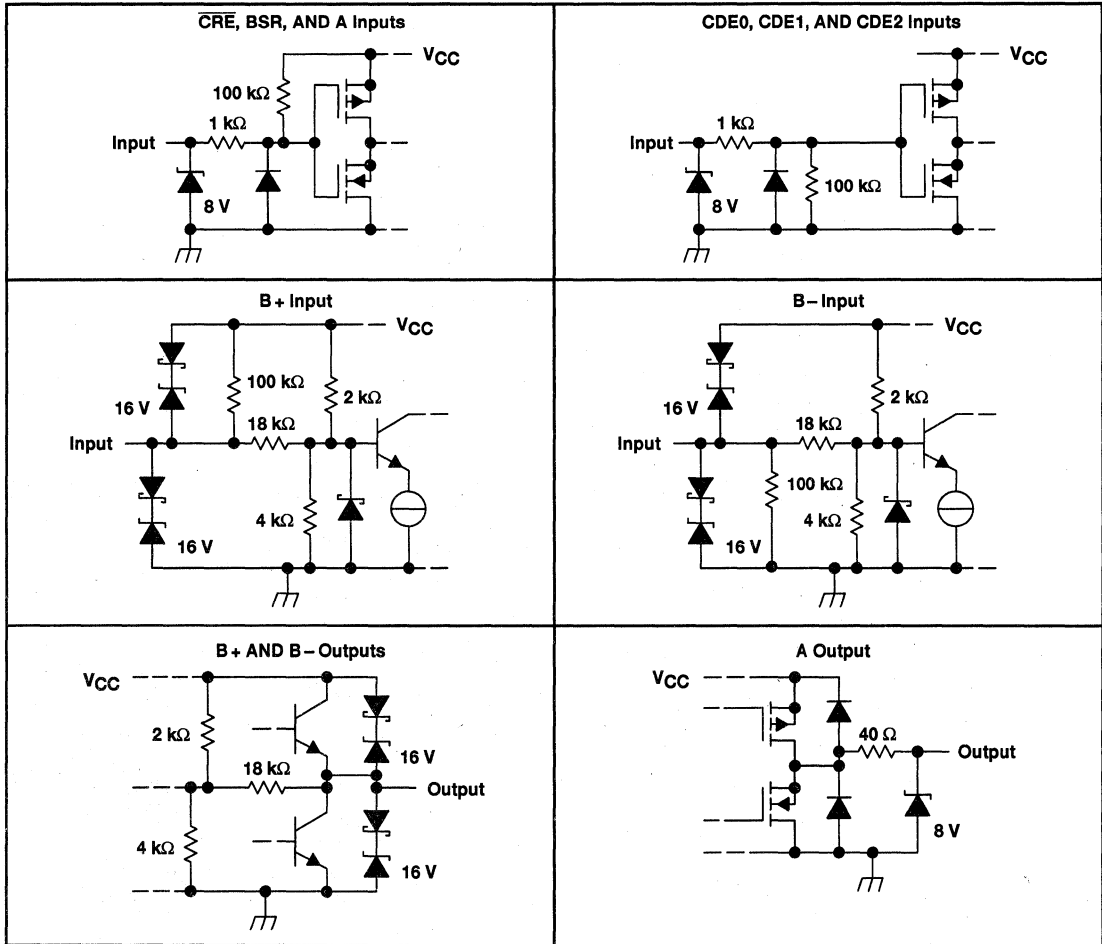 CRE, BSR, AND A Inputs
VCC
100 kΩ
1 kΩ
Input
8 V
CDE0, CDE1, AND CDE2 Inputs
VCC
1 kΩ
Input
100 kΩ
8 V
B+ Input
VCC
100 kΩ
2 kΩ
16 V
18 kΩ
Input
4 kΩ
16 V
B– Input
VCC
2 kΩ
16 V
18 kΩ
Input
100 kΩ
4 kΩ
16 V
B+ AND B– Outputs
VCC
2 kΩ
16 V
18 kΩ
Output
4 kΩ
16 V
A Output
VCC
40 Ω
Output
8 V